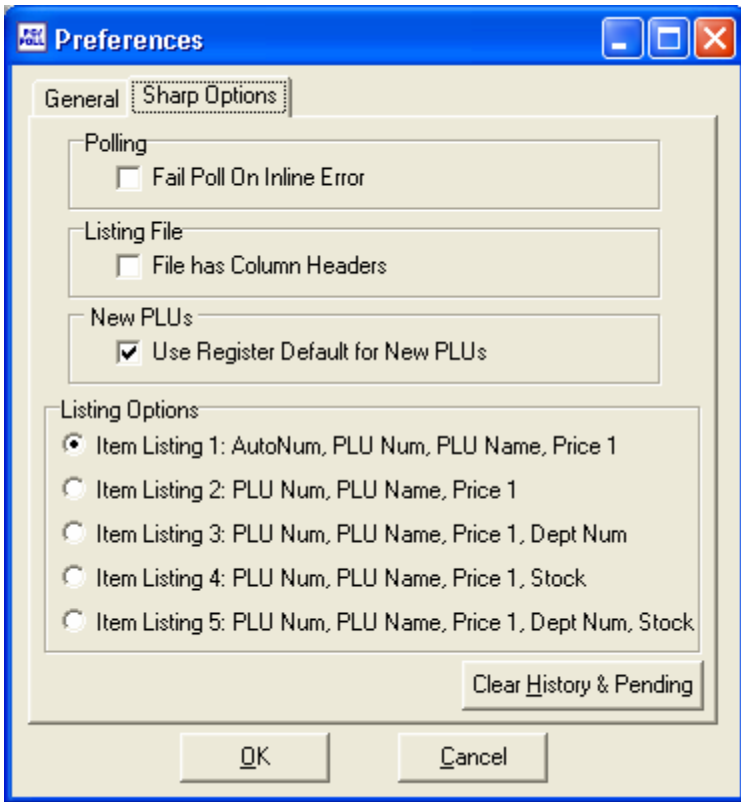 Preferences
General Sharp Options
Polling
Fail Poll On Inline Error
Listing File
File has Column Headers
New PLUs
Use Register Default for New PLUs
Listing Options
Item Listing 1: AutoNum, PLU Num, PLU Name, Price 1
Item Listing 2: PLU Num, PLU Name, Price 1
Item Listing 3: PLU Num, PLU Name, Price 1, Dept Num
Item Listing 4: PLU Num, PLU Name, Price 1, Stock
Item Listing 5: PLU Num, PLU Name, Price 1, Dept Num, Stock
Clear History & Pending
OK Cancel